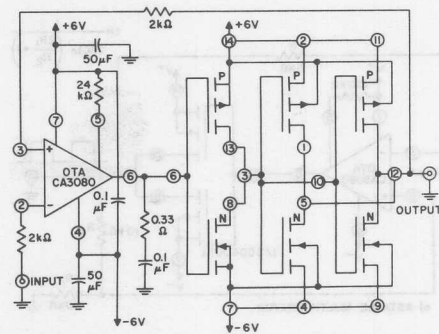 +6V
2kΩ
+6V
50μF
14
2
11
24
kΩ
P
P
P
7
5
13
1
3
+
OTA
CA3080
6
6
3
10
12
OUTPUT
2
−
0.1
μF
8
5
4
0.33
Ω
N
N
N
2kΩ
0.1
μF
INPUT
50
μF
7
4
9
−6V
−6V